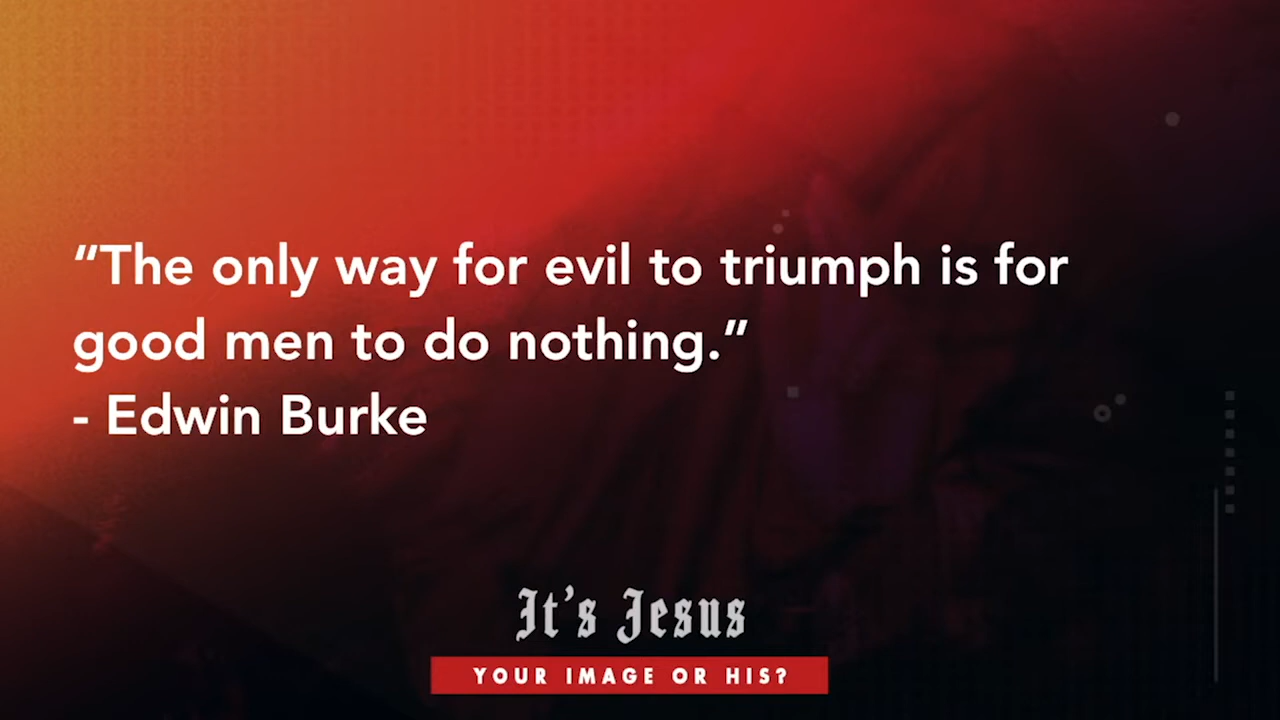 “The only way for evil to triumph is for
good men to do nothing.”
- Edwin Burke
It’s Jesus
YOUR IMAGE OR HIS?